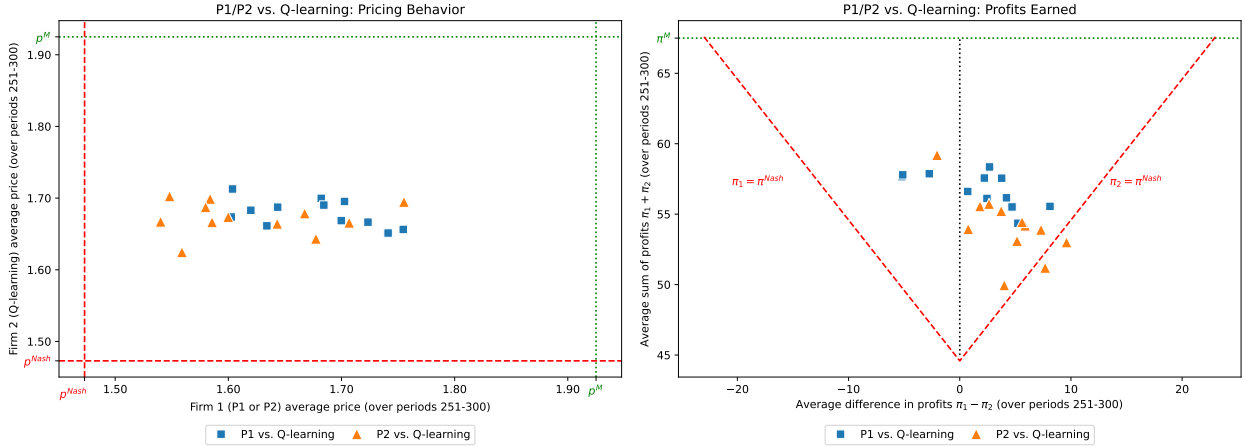 P1/P2 vs. Q-learning: Pricing Behavior
Firm 2 (Q-learning) average price (over periods 251-300)
p^M
1.90
1.80
1.70
1.60
1.50
p^Nash
p^Nash
1.50
1.60
1.70
1.80
1.90
p^M
Firm 1 (P1 or P2) average price (over periods 251-300)
P1 vs. Q-learning
P2 vs. Q-learning
P1/P2 vs. Q-learning: Profits Earned
Average sum of profits π₁ + π₂ (over periods 251-300)
π^M
65
60
55
50
45
π₁ = π^Nash
π₂ = π^Nash
−20
−10
0
10
20
Average difference in profits π₁ − π₂ (over periods 251-300)
P1 vs. Q-learning
P2 vs. Q-learning